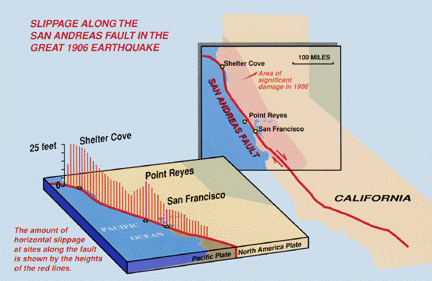 SLIPPAGE ALONG THE
SAN ANDREAS FAULT IN THE
GREAT 1906 EARTHQUAKE
Shelter Cove
100 MILES
Area of
significant
damage in 1906
SAN ANDREAS FAULT
Point Reyes
San Francisco
CALIFORNIA
25 feet
0
Shelter Cove
Point Reyes
San Francisco
PACIFIC
OCEAN
Pacific Plate
North America Plate
The amount of
horizontal slippage
at sites along the fault
is shown by the heights
of the red lines.